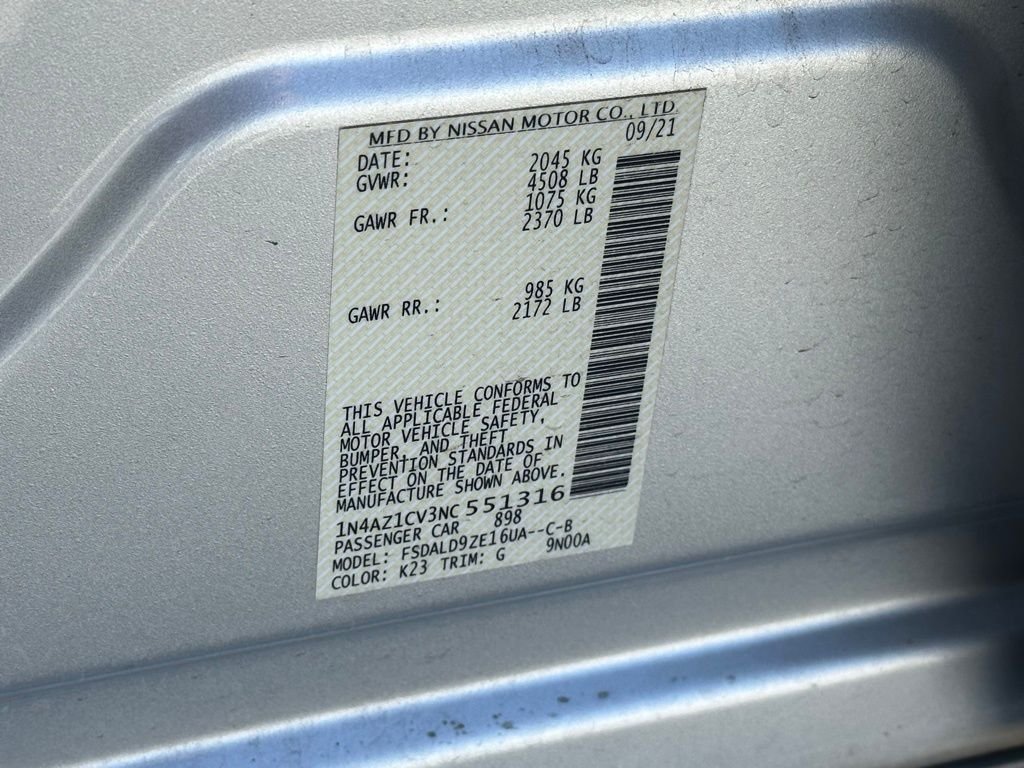 MFD BY NISSAN MOTOR CO., LTD.
DATE: 09/21
GVWR: 2045 KG
4508 LB
GAWR FR.: 1075 KG
2370 LB
GAWR RR.: 985 KG
2172 LB
THIS VEHICLE CONFORMS TO
ALL APPLICABLE FEDERAL
MOTOR VEHICLE SAFETY,
BUMPER, AND THEFT
PREVENTION STANDARDS IN
EFFECT ON THE DATE OF
MANUFACTURE SHOWN ABOVE.
1N4AZ1CV3NC551316
PASSENGER CAR 898
MODEL: FSDALD9ZE16UA--C-B
COLOR: K23 TRIM: G 9N00A